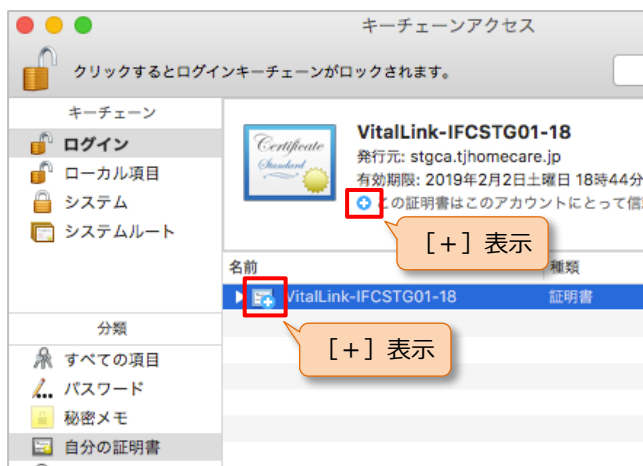 キーチェーンアクセス
クリックするとログインキーチェーンがロックされます。
キーチェーン
ログイン
ローカル項目
システム
システムルート
Certificate
Standard
VitalLink-IFCSTG01-18
発行元: stgca.tjhomecare.jp
有効期限: 2019年2月2日土曜日 18時44分
この証明書はこのアカウントにとって信
［+］表示
名前
種類
VitalLink-IFCSTG01-18
証明書
［+］表示
分類
すべての項目
パスワード
秘密メモ
自分の証明書